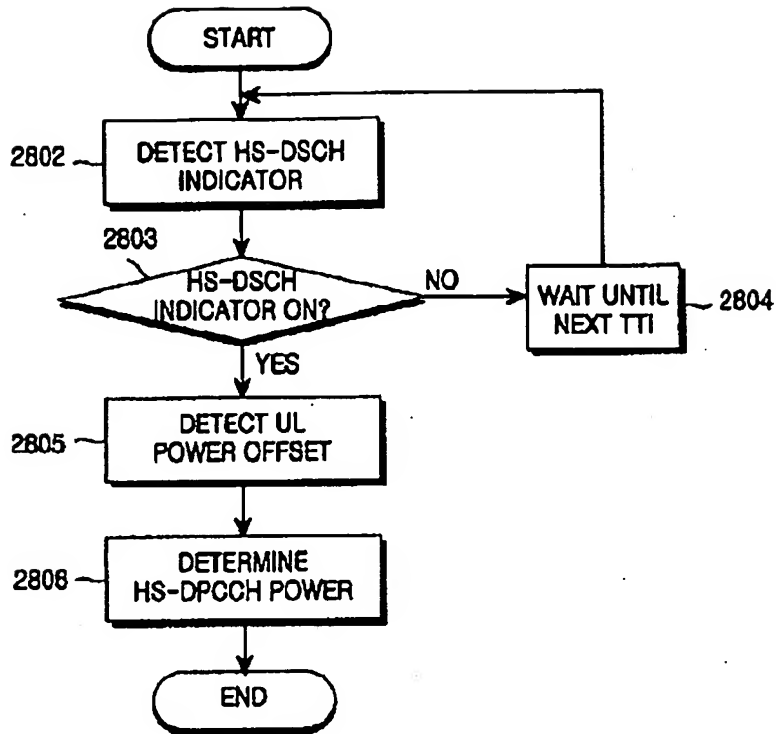 START
2802
DETECT HS-DSCH
INDICATOR
2803
HS-DSCH
INDICATOR ON?
NO
WAIT UNTIL
NEXT TTI
2804
YES
2805
DETECT UL
POWER OFFSET
2806
DETERMINE
HS-DPCCH POWER
END